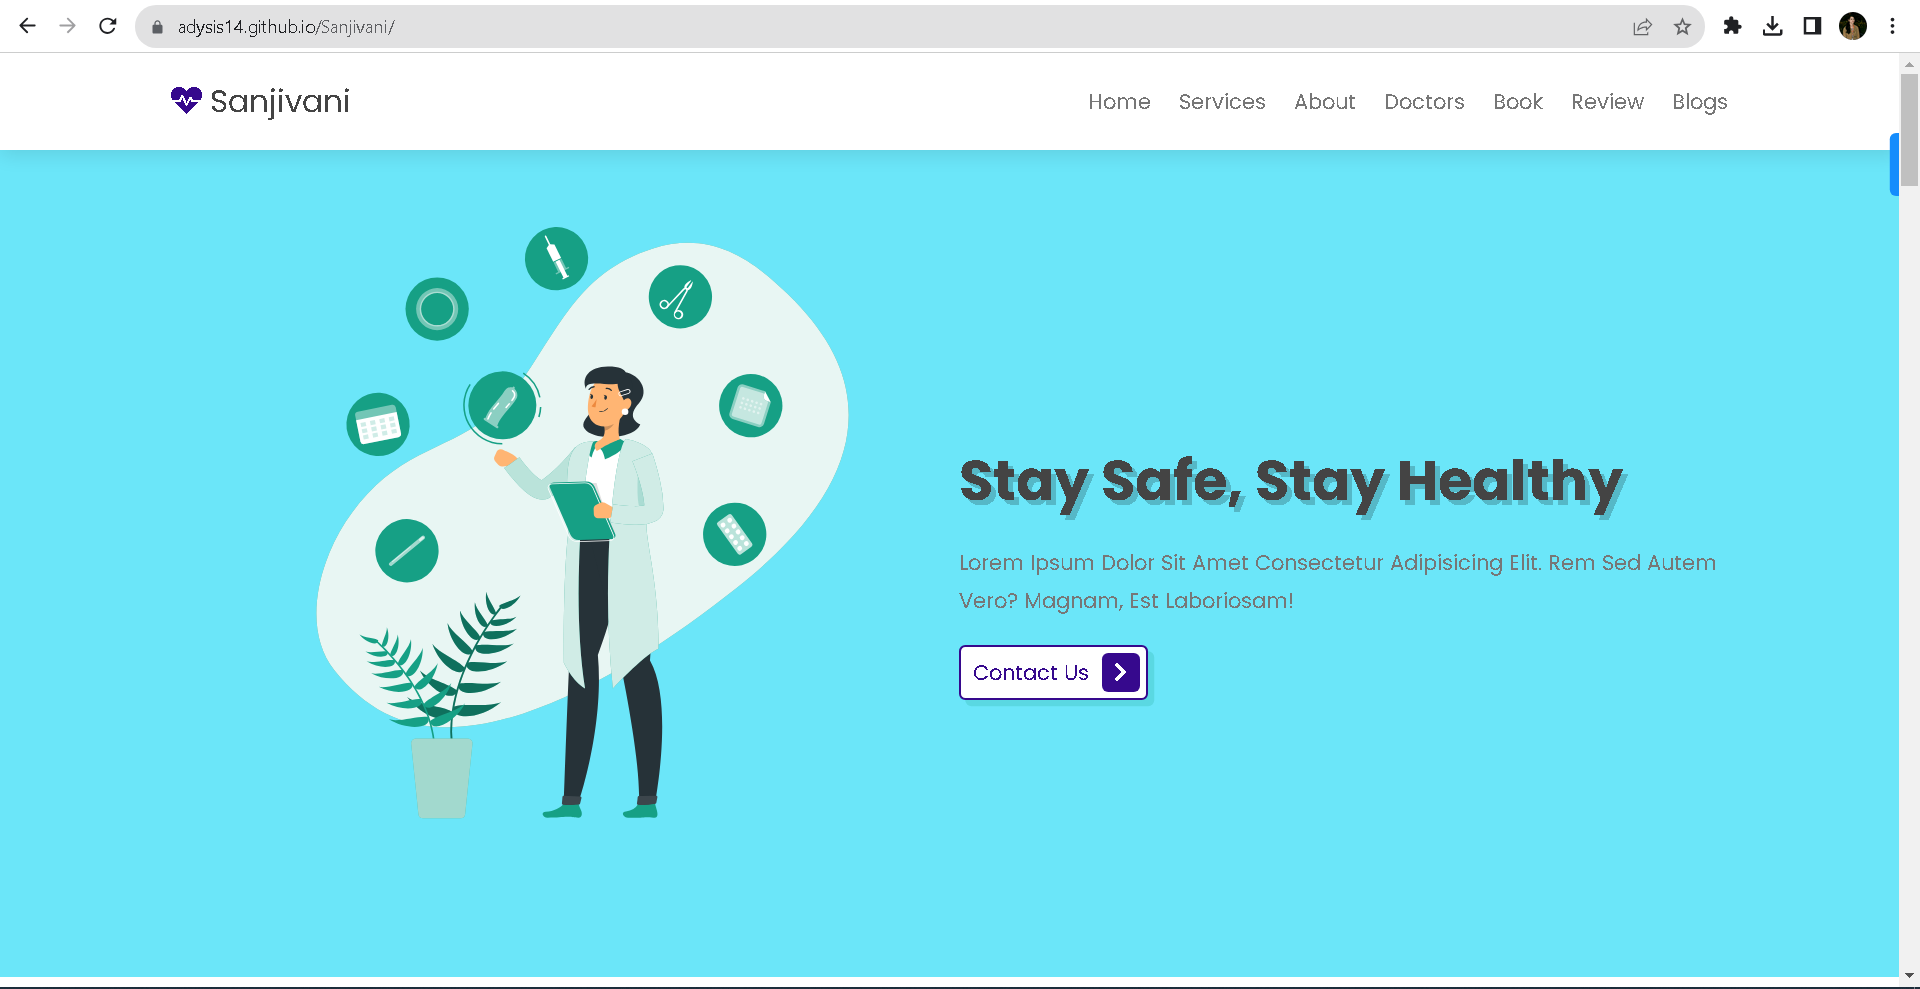 adysis14.github.io/Sanjivani/
Sanjivani
Home Services About Doctors Book Review Blogs
Stay Safe, Stay Healthy
Lorem Ipsum Dolor Sit Amet Consectetur Adipisicing Elit. Rem Sed Autem
Vero? Magnam, Est Laboriosam!
Contact Us